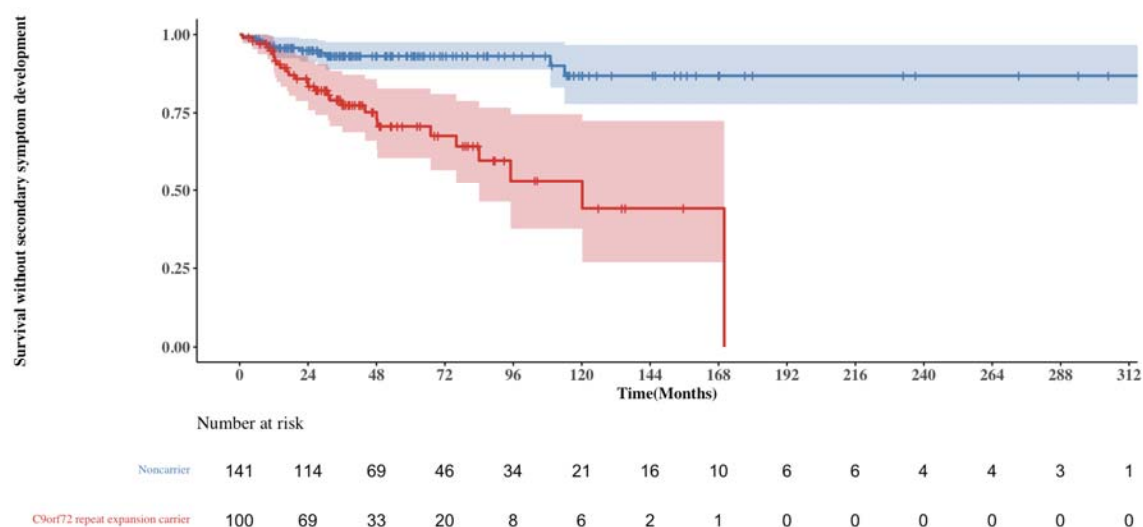 Survival without secondary symptom development
1.00
0.75
0.50
0.25
0.00
0 24 48 72 96 120 144 168 192 216 240 264 288 312
Time(Months)
Number at risk
Noncarrier 141 114 69 46 34 21 16 10 6 6 4 4 3 1
C9orf72 repeat expansion carrier 100 69 33 20 8 6 2 1 0 0 0 0 0 0